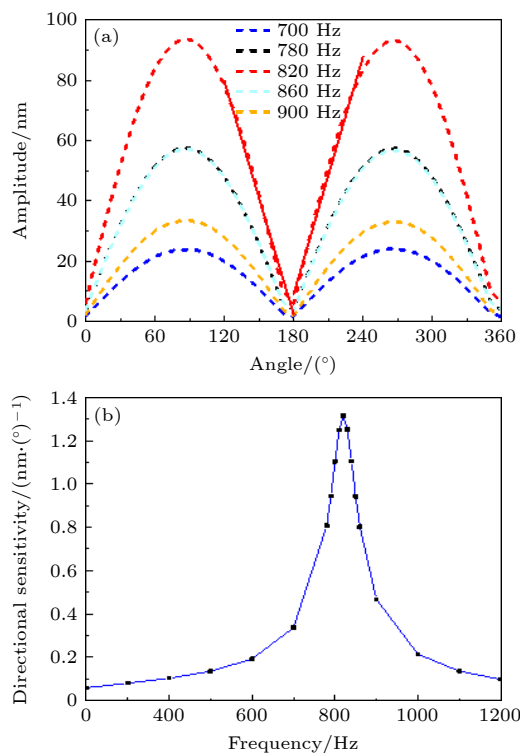 (a)
700 Hz
780 Hz
820 Hz
860 Hz
900 Hz
Amplitude/nm
100
80
60
40
20
0
0 60 120 180 240 300 360
Angle/(°)
(b)
Directional sensitivity/(nm·(°)⁻¹)
1.4
1.2
1.0
0.8
0.6
0.4
0.2
0
0 200 400 600 800 1000 1200
Frequency/Hz